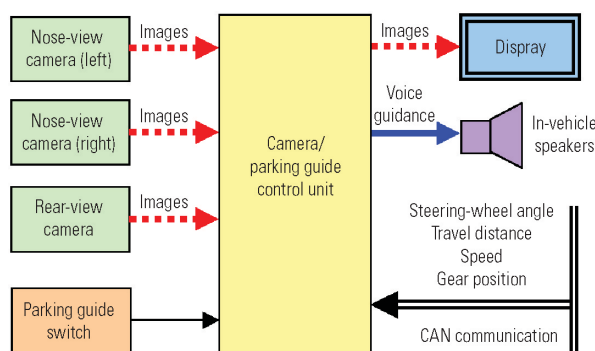 Nose-view
camera (left)
Images
Nose-view
camera (right)
Images
Rear-view
camera
Images
Parking guide
switch
Camera/
parking guide
control unit
Images
Dispray
Voice
guidance
In-vehicle
speakers
Steering-wheel angle
Travel distance
Speed
Gear position
CAN communication